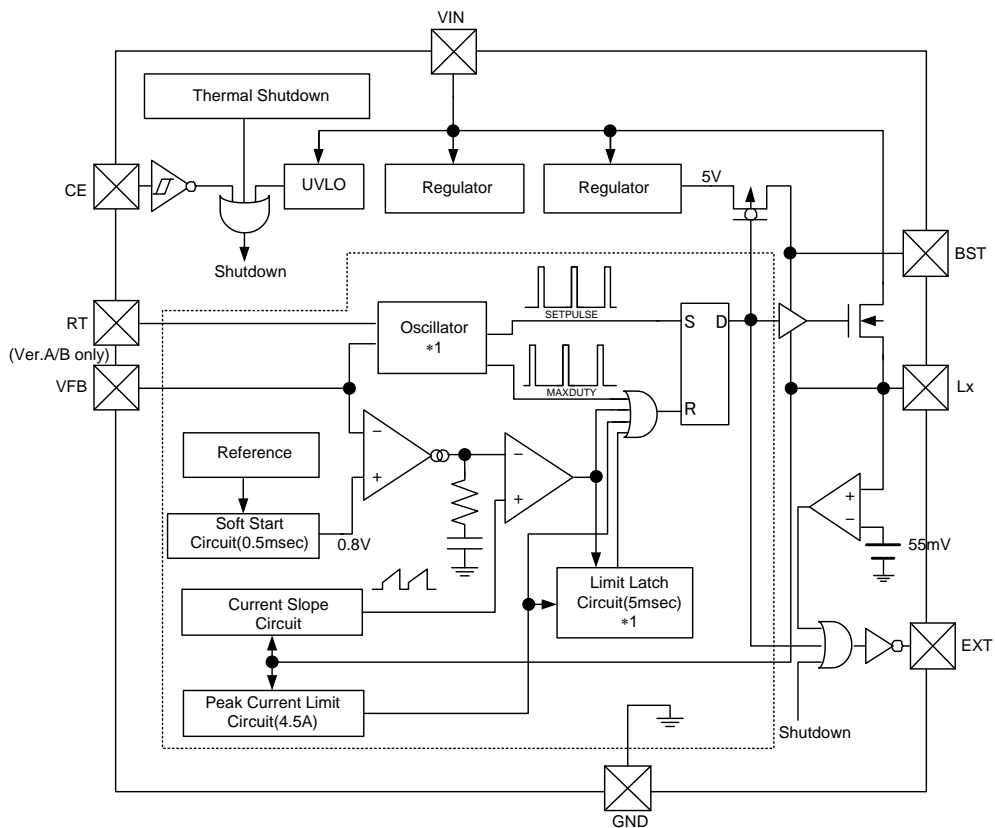 VIN
Thermal Shutdown
CE
UVLO
Regulator
Regulator
5V
Shutdown
BST
RT
(Ver.A/B only)
VFB
Oscillator
*1
SETPULSE
MAXDUTY
S
D
R
Lx
Reference
−
+
Soft Start
Circuit(0.5msec)
0.8V
−
+
+
−
55mV
Current Slope
Circuit
Limit Latch
Circuit(5msec)
*1
EXT
Peak Current Limit
Circuit(4.5A)
Shutdown
GND